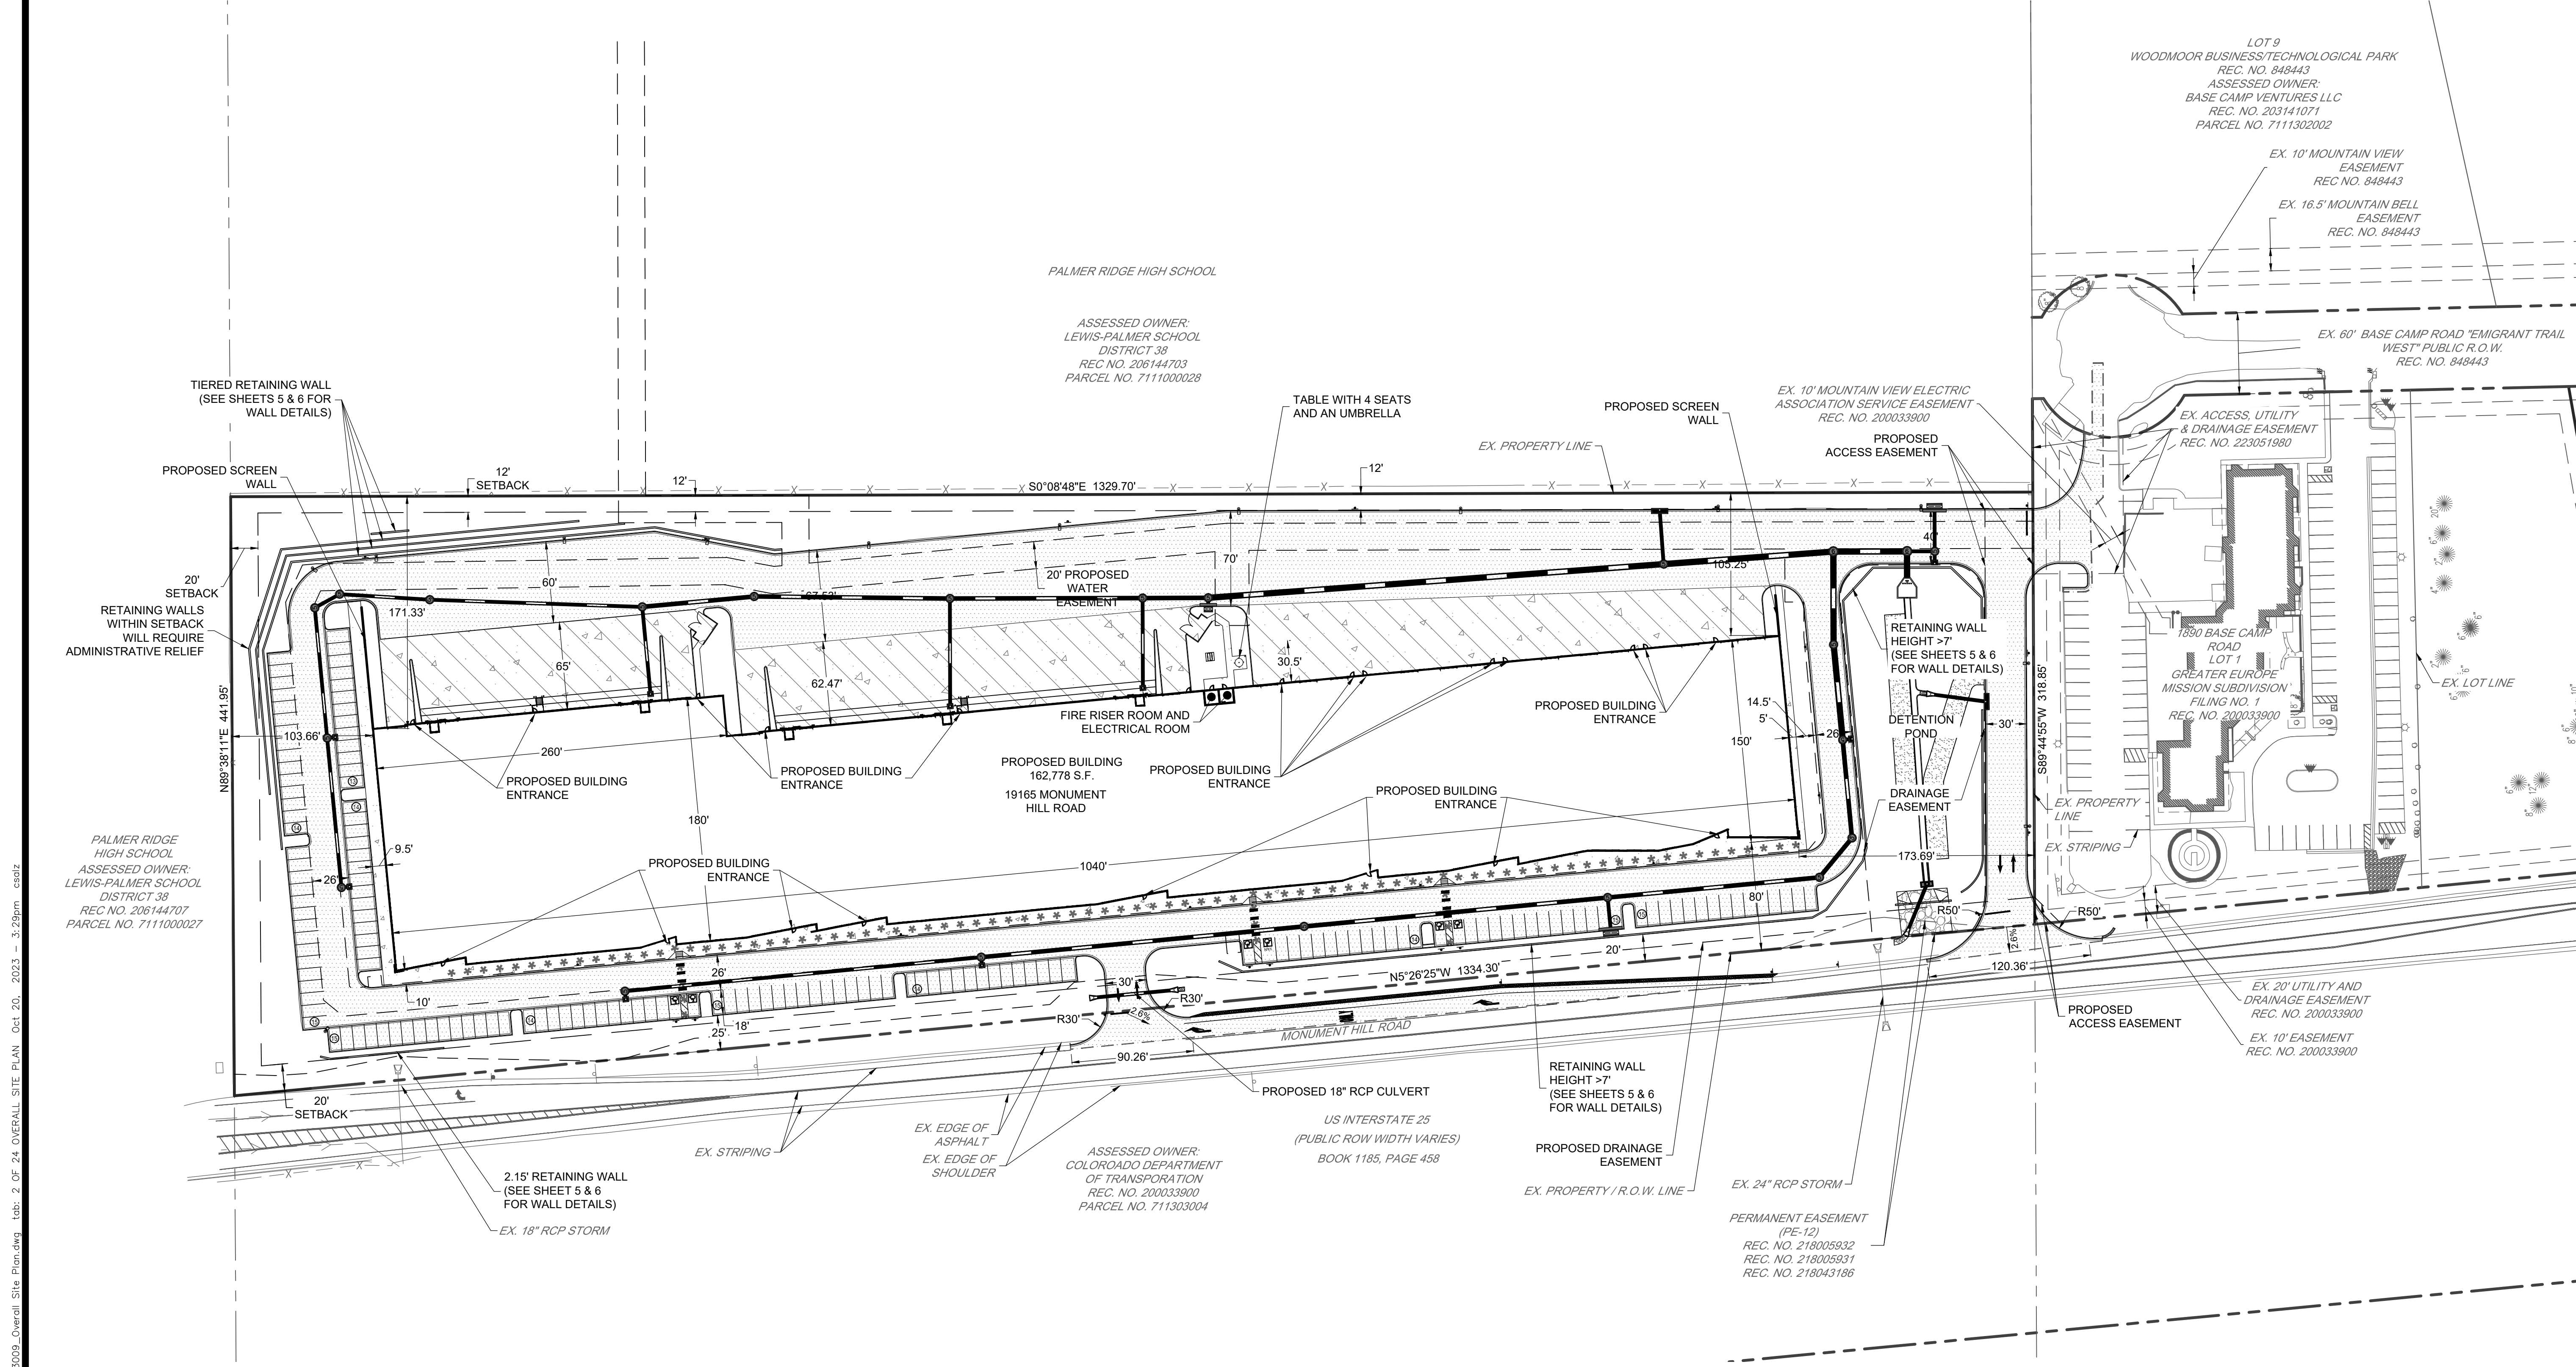 LOT 9
WOODMOOR BUSINESS/TECHNOLOGICAL PARK
REC. NO. 848443
ASSESSED OWNER:
BASE CAMP VENTURES LLC
REC. NO. 203141071
PARCEL NO. 7111302002
EX. 10' MOUNTAIN VIEW
EASEMENT
REC NO. 848443
EX. 16.5' MOUNTAIN BELL
EASEMENT
REC. NO. 848443
PALMER RIDGE HIGH SCHOOL
ASSESSED OWNER:
LEWIS-PALMER SCHOOL
DISTRICT 38
REC NO. 206144703
PARCEL NO. 7111000028
EX. 60' BASE CAMP ROAD "EMIGRANT TRAIL
WEST" PUBLIC R.O.W.
REC. NO. 848443
TIERED RETAINING WALL
(SEE SHEETS 5 & 6 FOR
WALL DETAILS)
TABLE WITH 4 SEATS
AND AN UMBRELLA
PROPOSED SCREEN
WALL
EX. 10' MOUNTAIN VIEW ELECTRIC
ASSOCIATION SERVICE EASEMENT
REC. NO. 200033900
EX. ACCESS, UTILITY
& DRAINAGE EASEMENT
REC. NO. 223051980
PROPOSED
ACCESS EASEMENT
EX. PROPERTY LINE
PROPOSED SCREEN
WALL
12'
SETBACK
12'
12'
S0°08'48"E 1329.70'
20'
SETBACK
RETAINING WALLS
WITHIN SETBACK
WILL REQUIRE
ADMINISTRATIVE RELIEF
60'
171.33'
67.53'
20' PROPOSED
WATER
EASEMENT
70'
105.25'
40'
65'
62.47'
30.5'
RETAINING WALL
HEIGHT >7'
(SEE SHEETS 5 & 6
FOR WALL DETAILS)
1890 BASE CAMP
ROAD
LOT 1
GREATER EUROPE
MISSION SUBDIVISION
FILING NO. 1
REC. NO. 200033900
EX. LOT LINE
N89°38'11"E 441.95'
103.66'
260'
FIRE RISER ROOM AND
ELECTRICAL ROOM
PROPOSED BUILDING
ENTRANCE
14.5'
5'
150'
26'
DETENTION
POND
30'
S89°44'55"W 318.85'
PROPOSED BUILDING
ENTRANCE
PROPOSED BUILDING
ENTRANCE
PROPOSED BUILDING
162,778 S.F.
19165 MONUMENT
HILL ROAD
PROPOSED BUILDING
ENTRANCE
PROPOSED BUILDING
ENTRANCE
DRAINAGE
EASEMENT
EX. PROPERTY
LINE
EX. STRIPING
PALMER RIDGE
HIGH SCHOOL
ASSESSED OWNER:
LEWIS-PALMER SCHOOL
DISTRICT 38
REC NO. 206144707
PARCEL NO. 7111000027
180'
9.5'
26'
PROPOSED BUILDING
ENTRANCE
1040'
173.69'
80'
10'
26'
18'
25'
30'
R30'
R30'
2.6%
90.26'
20'
N5°26'25"W 1334.30'
MONUMENT HILL ROAD
R50'
R50'
2.6%
120.36'
20'
SETBACK
PROPOSED
ACCESS EASEMENT
EX. 20' UTILITY AND
DRAINAGE EASEMENT
REC. NO. 200033900
EX. 10' EASEMENT
REC. NO. 200033900
PROPOSED 18" RCP CULVERT
RETAINING WALL
HEIGHT >7'
(SEE SHEETS 5 & 6
FOR WALL DETAILS)
US INTERSTATE 25
(PUBLIC ROW WIDTH VARIES)
BOOK 1185, PAGE 458
EX. EDGE OF
ASPHALT
EX. EDGE OF
SHOULDER
EX. STRIPING
ASSESSED OWNER:
COLOROADO DEPARTMENT
OF TRANSPORATION
REC. NO. 200033900
PARCEL NO. 711303004
PROPOSED DRAINAGE
EASEMENT
EX. PROPERTY / R.O.W. LINE
EX. 24" RCP STORM
2.15' RETAINING WALL
(SEE SHEET 5 & 6
FOR WALL DETAILS)
EX. 18" RCP STORM
PERMANENT EASEMENT
(PE-12)
REC. NO. 218005932
REC. NO. 218005931
REC. NO. 218043186
3009_Overall Site Plan.dwg tab: 2 OF 24 OVERALL SITE PLAN Oct 20, 2023 - 3:29pm csalz